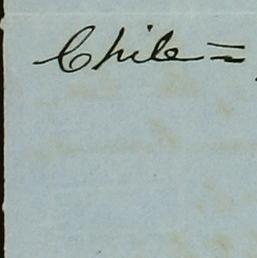 Chile =